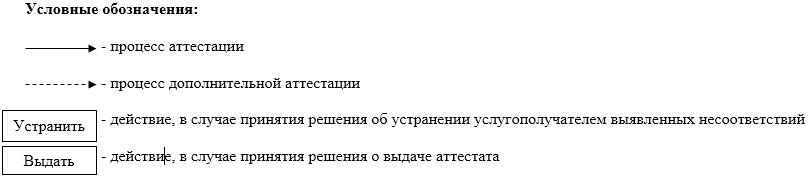 Условные обозначения:
- процесс аттестации
- процесс дополнительной аттестации
Устранить - действие, в случае принятия решения об устранении услугополучателем выявленных несоответствий
Выдать - действие, в случае принятия решения о выдаче аттестата